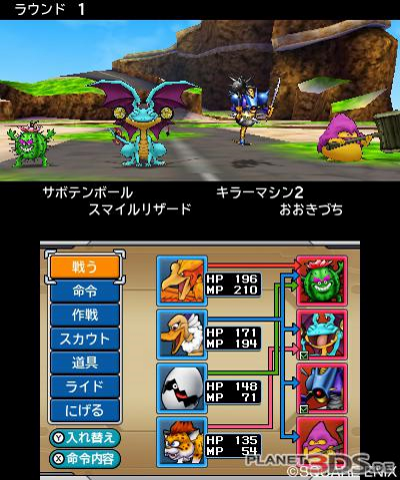 ラウンド 1
サボテンボール
キラーマシン2
スマイルリザード
おおきづち
戦う
命令
作戦
スカウト
道具
ライド
にげる
Y入れ替え
X命令内容
HP 196
MP 210
HP 171
MP 194
HP 148
MP 71
HP 135
MP 54
PLANET3DS.DE
©SQUARE ENIX